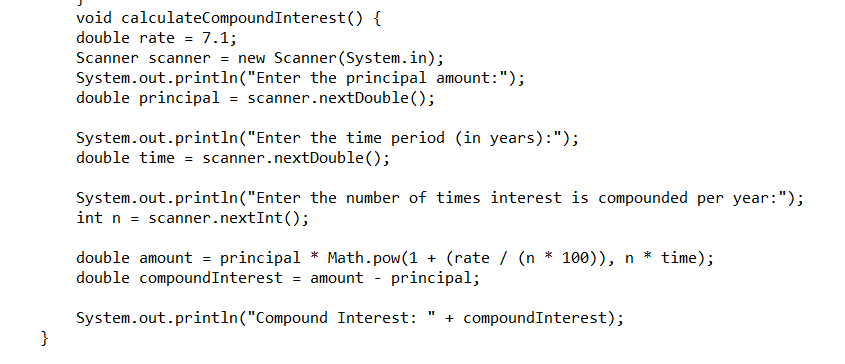 }
void calculateCompoundInterest() {
double rate = 7.1;
Scanner scanner = new Scanner(System.in);
System.out.println("Enter the principal amount:");
double principal = scanner.nextDouble();
System.out.println("Enter the time period (in years):");
double time = scanner.nextDouble();
System.out.println("Enter the number of times interest is compounded per year:");
int n = scanner.nextInt();
double amount = principal * Math.pow(1 + (rate / (n * 100)), n * time);
double compoundInterest = amount - principal;
System.out.println("Compound Interest: " + compoundInterest);
}